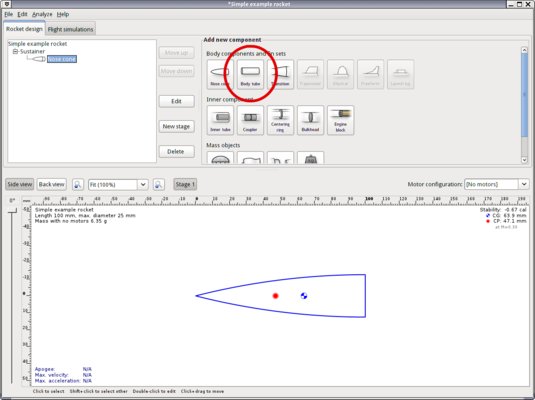 *Simple example rocket
File Edit Analyze Help
Rocket design Flight simulations
Simple example rocket
Sustainer
Nose cone
Move up
Move down
Edit
New stage
Delete
Add new component
Body components and fin sets
Nose cone Body tube Transition Trapezoidal Elliptical Freeform Launch lug
Inner component
Inner tube Coupler Centering ring Bulkhead Engine block
Mass objects
Side view Back view Fit (100%) Stage 1 Motor configuration: [No motors]
0°
Simple example rocket
Length 100 mm, max. diameter 25 mm
Mass with no motors 6.35 g
Stability: -0.67 cal
CG: 63.9 mm
CP: 47.1 mm
at M=0.30
Apogee: N/A
Max. velocity: N/A
Max. acceleration: N/A
Click to select Shift+click to select other Double-click to edit Click+drag to move